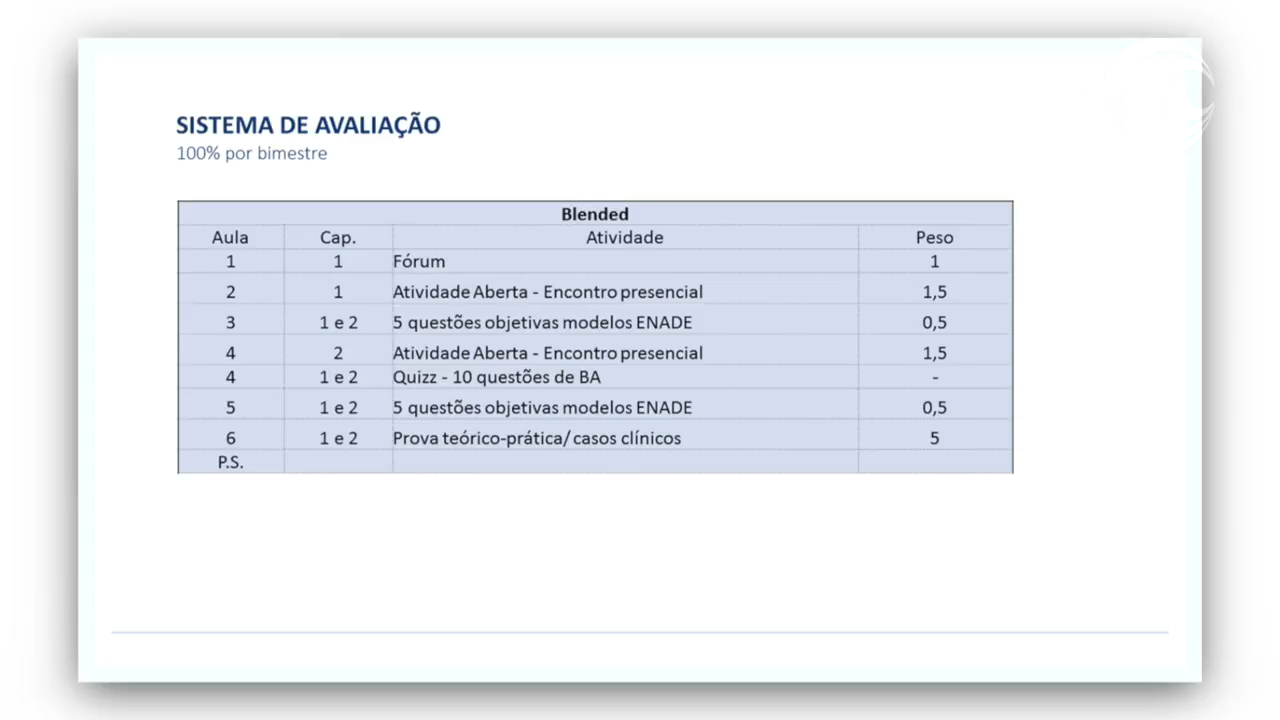 SISTEMA DE AVALIAÇÃO
100% por bimestre
Blended
Aula Cap. Atividade Peso
1 1 Fórum 1
2 1 Atividade Aberta - Encontro presencial 1,5
3 1 e 2 5 questões objetivas modelos ENADE 0,5
4 2 Atividade Aberta - Encontro presencial 1,5
4 1 e 2 Quizz - 10 questões de BA -
5 1 e 2 5 questões objetivas modelos ENADE 0,5
6 1 e 2 Prova teórico-prática/ casos clínicos 5
P.S.